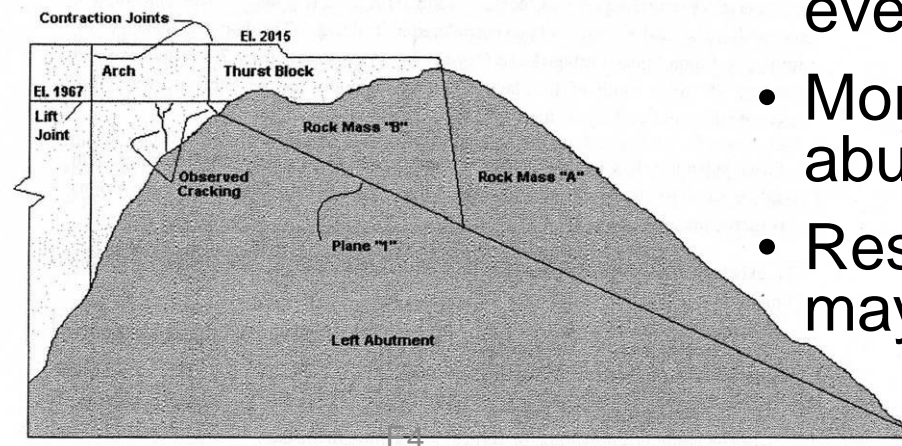 Contraction Joints
El. 2015
Arch
Thurst Block
El. 1967
Lift
Joint
Rock Mass "B"
Observed
Cracking
Rock Mass "A"
Plane "1"
Left Abutment
eve
• Mor
abu
• Res
may